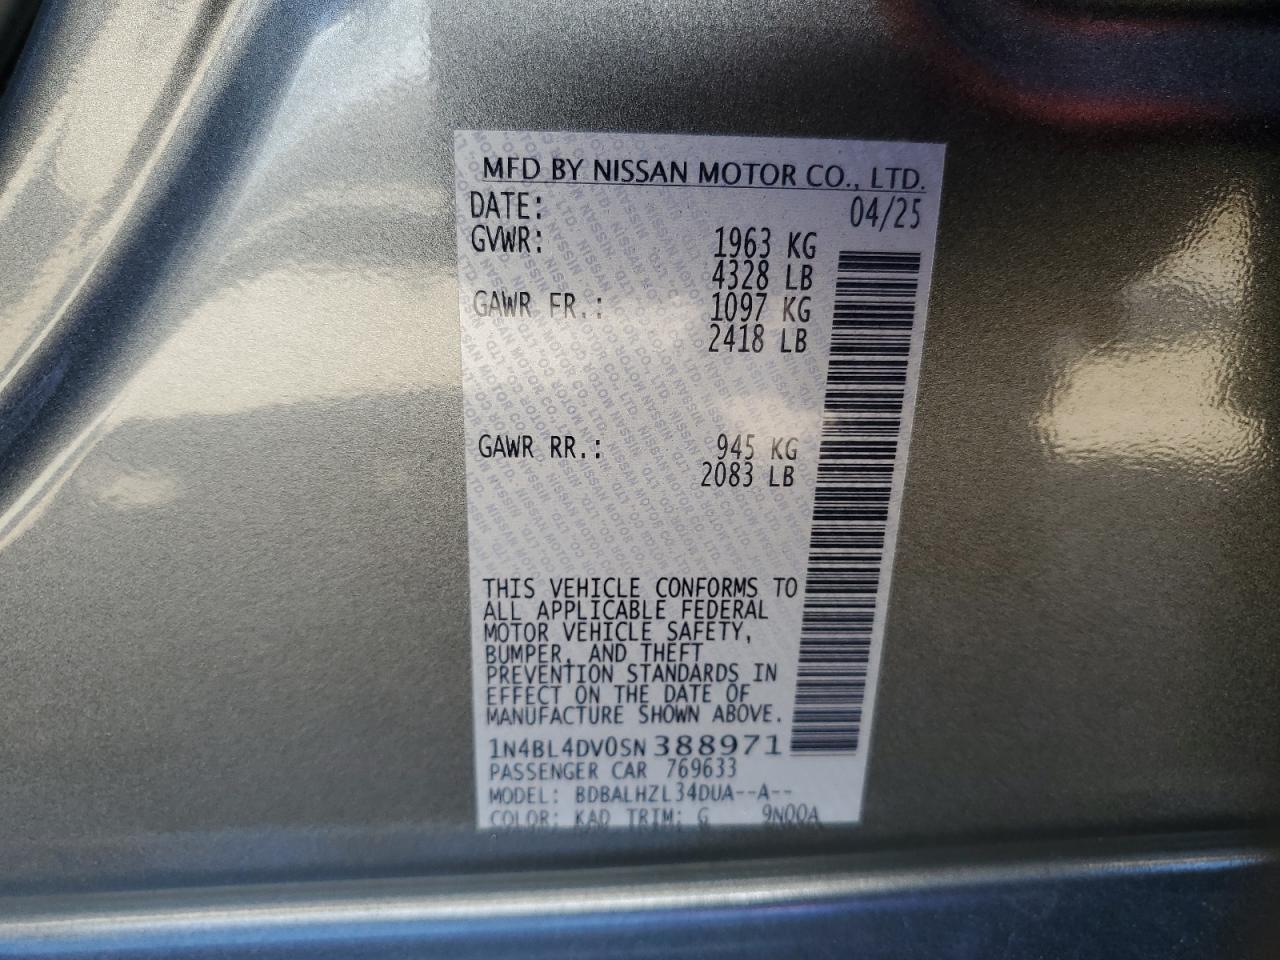 MFD BY NISSAN MOTOR CO., LTD.
DATE: 04/25
GVWR: 1963 KG
4328 LB
GAWR FR.: 1097 KG
2418 LB
GAWR RR.: 945 KG
2083 LB
THIS VEHICLE CONFORMS TO
ALL APPLICABLE FEDERAL
MOTOR VEHICLE SAFETY,
BUMPER, AND THEFT
PREVENTION STANDARDS IN
EFFECT ON THE DATE OF
MANUFACTURE SHOWN ABOVE.
1N4BL4DV0SN388971
PASSENGER CAR 769633
MODEL: BDBALHZL34DUA--A--
COLOR: KAD TRIM: G 9N00A